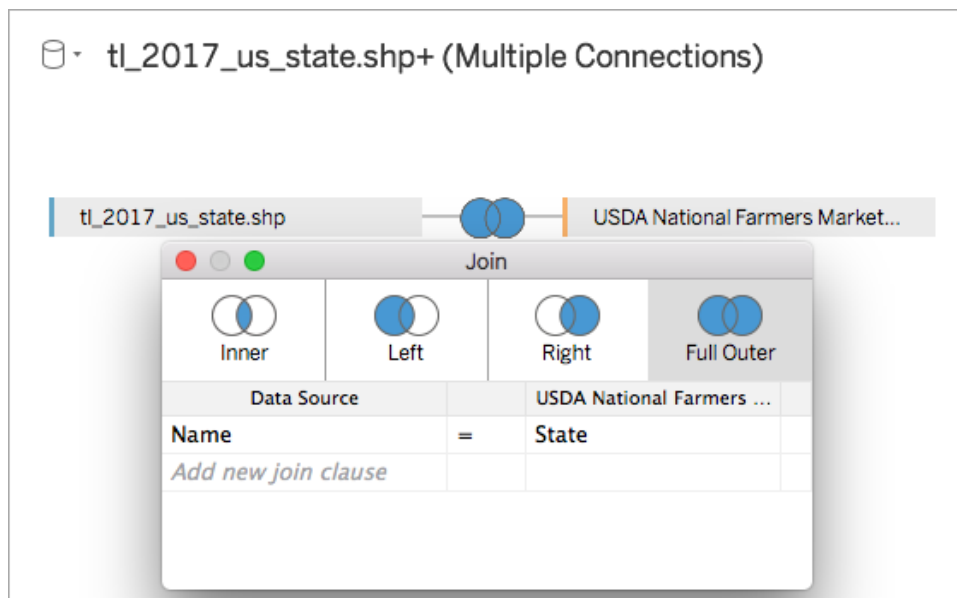 tl_2017_us_state.shp+ (Multiple Connections)
tl_2017_us_state.shp
USDA National Farmers Market...
Join
Inner
Left
Right
Full Outer
Data Source
USDA National Farmers ...
Name = State
Add new join clause